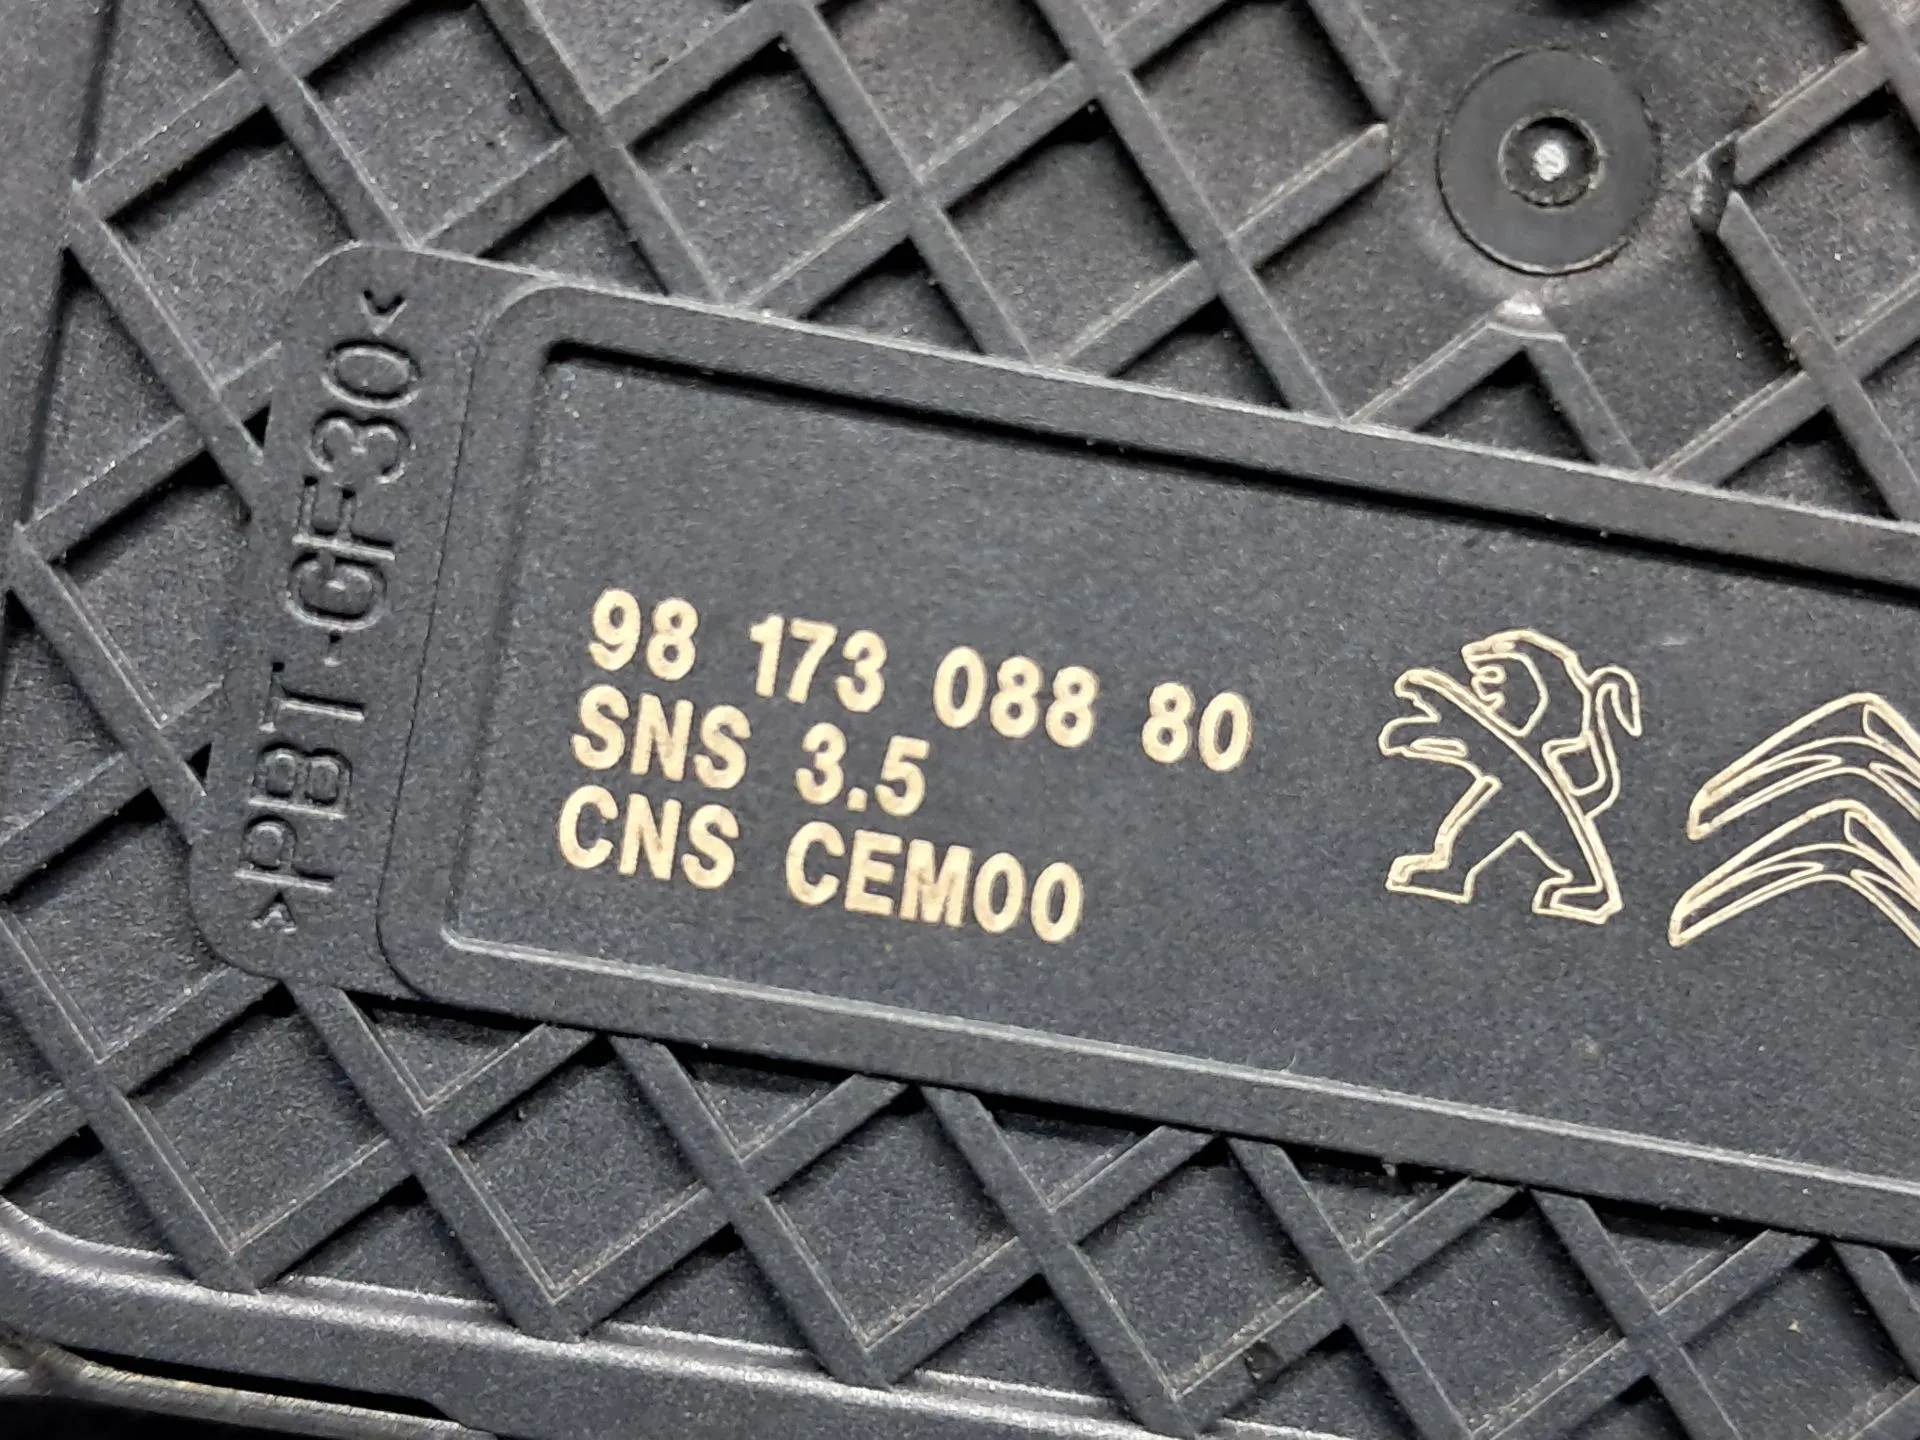 >PBT-GF30<
98 173 088 80
SNS 3.5
CNS CEM00